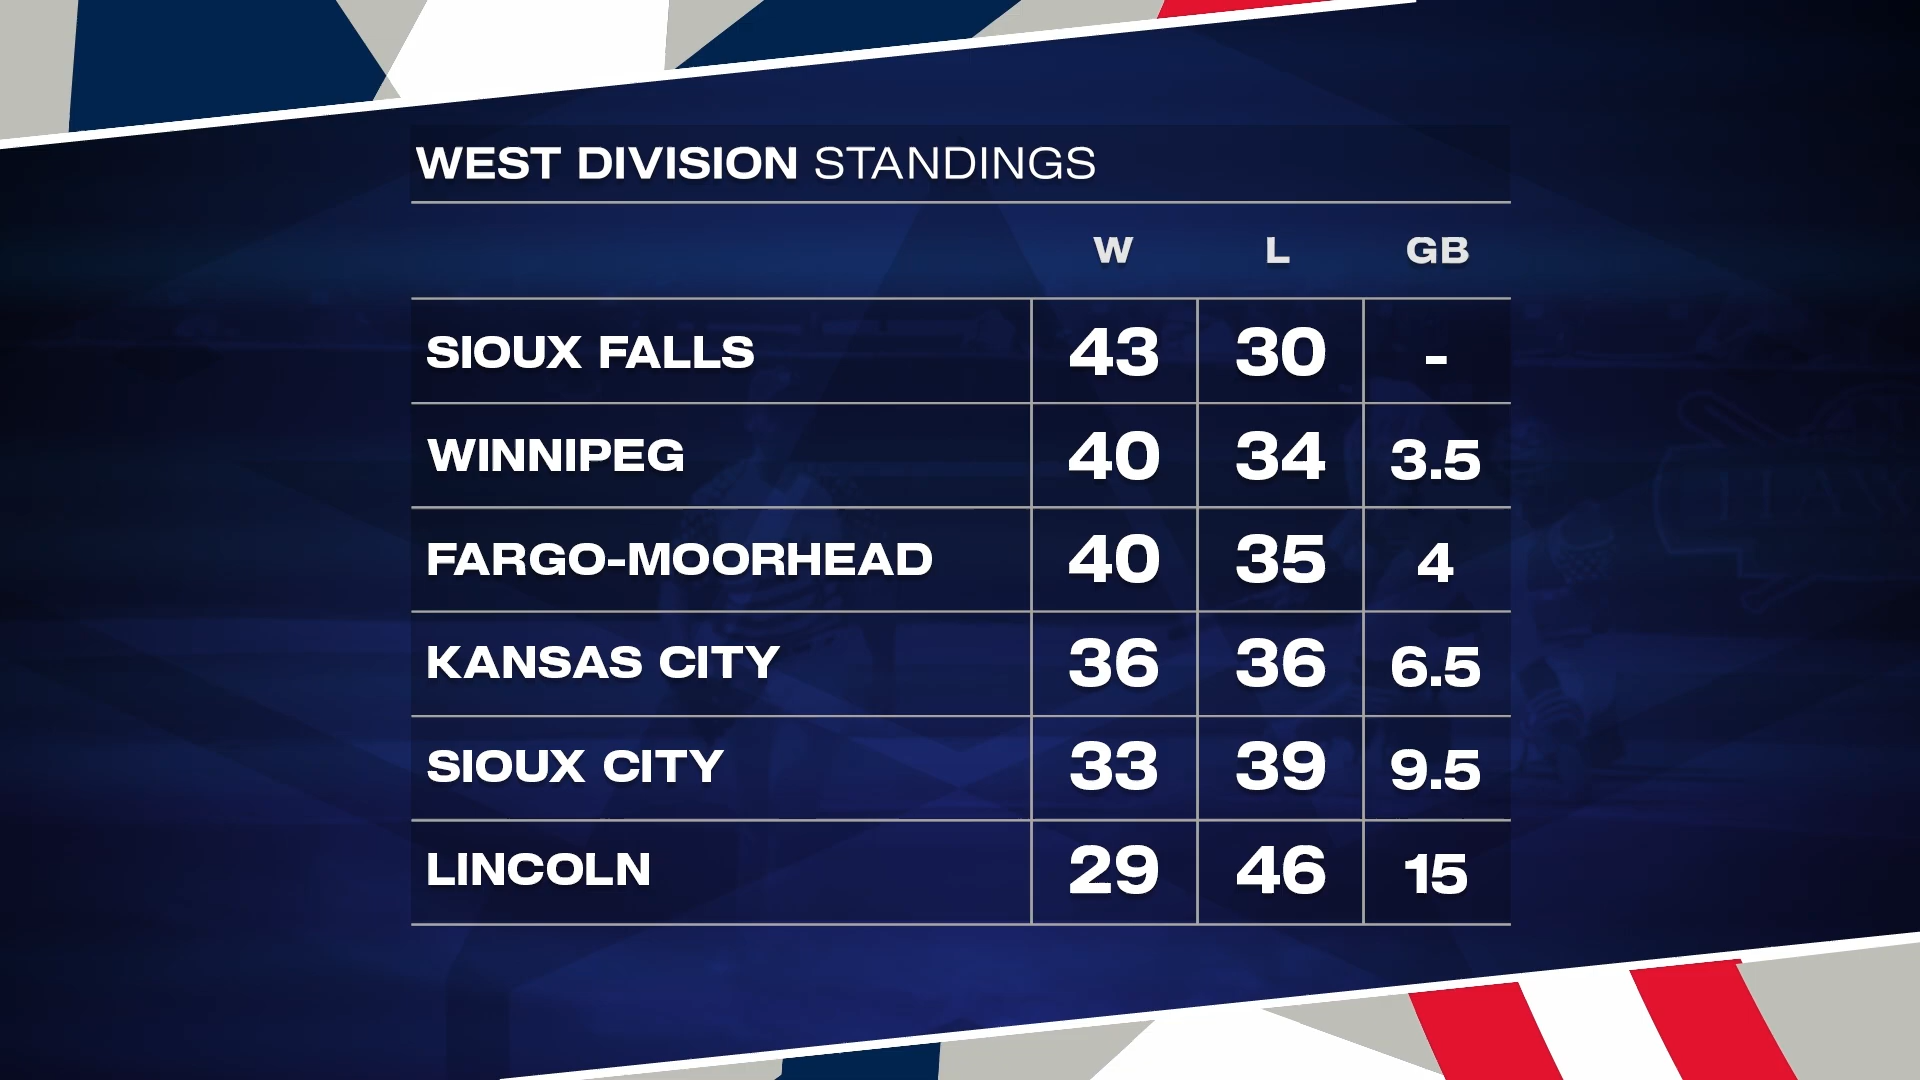 WEST DIVISION STANDINGS
W L GB
SIOUX FALLS 43 30 -
WINNIPEG 40 34 3.5
FARGO-MOORHEAD 40 35 4
KANSAS CITY 36 36 6.5
SIOUX CITY 33 39 9.5
LINCOLN 29 46 15